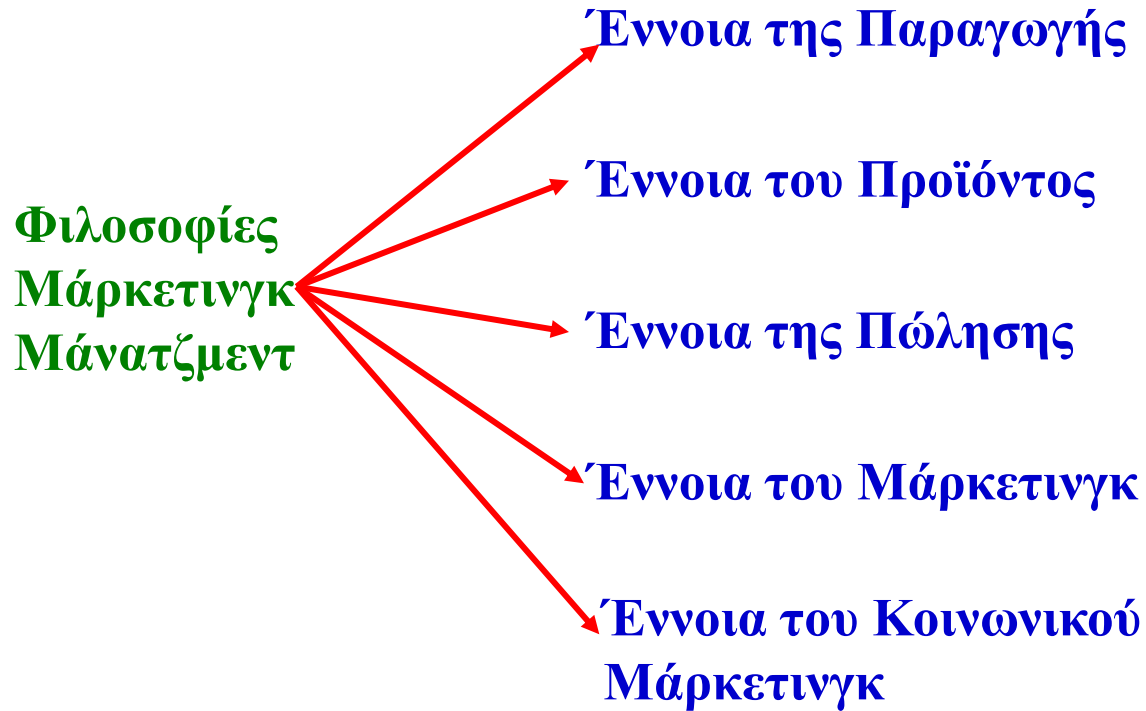 Φιλοσοφίες
Μάρκετινγκ
Μάνατζμεντ
Έννοια της Παραγωγής
Έννοια του Προϊόντος
Έννοια της Πώλησης
Έννοια του Μάρκετινγκ
Έννοια του Κοινωνικού
Μάρκετινγκ